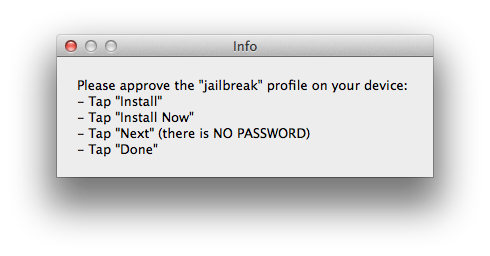 Info
Please approve the "jailbreak" profile on your device:
- Tap "Install"
- Tap "Install Now"
- Tap "Next" (there is NO PASSWORD)
- Tap "Done"